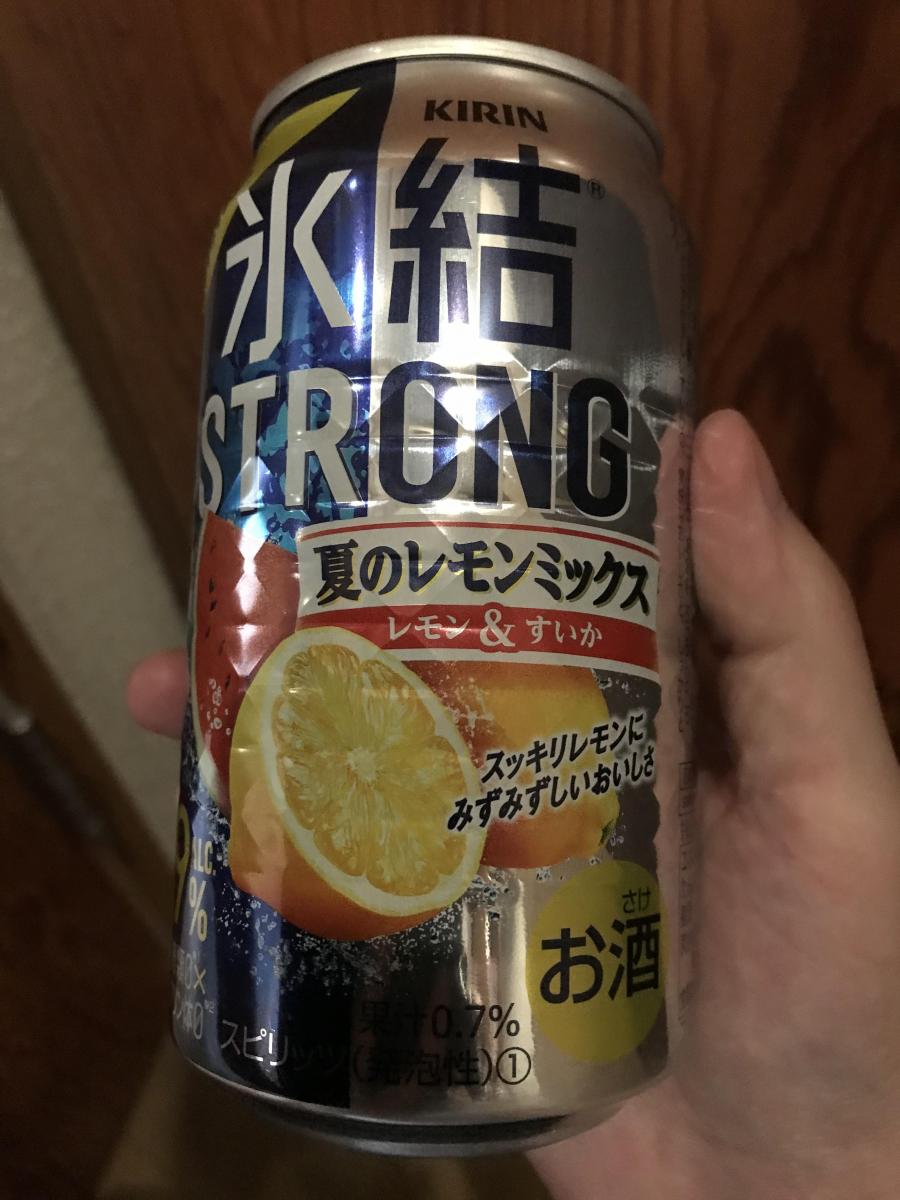 KIRIN
氷結®
STRONG
夏のレモンミックス
レモン&すいか
スッキリレモンに
みずみずしいおいしさ
ALC.
9%
さけ
お酒
果汁0.7%
スピリッツ(発泡性)①